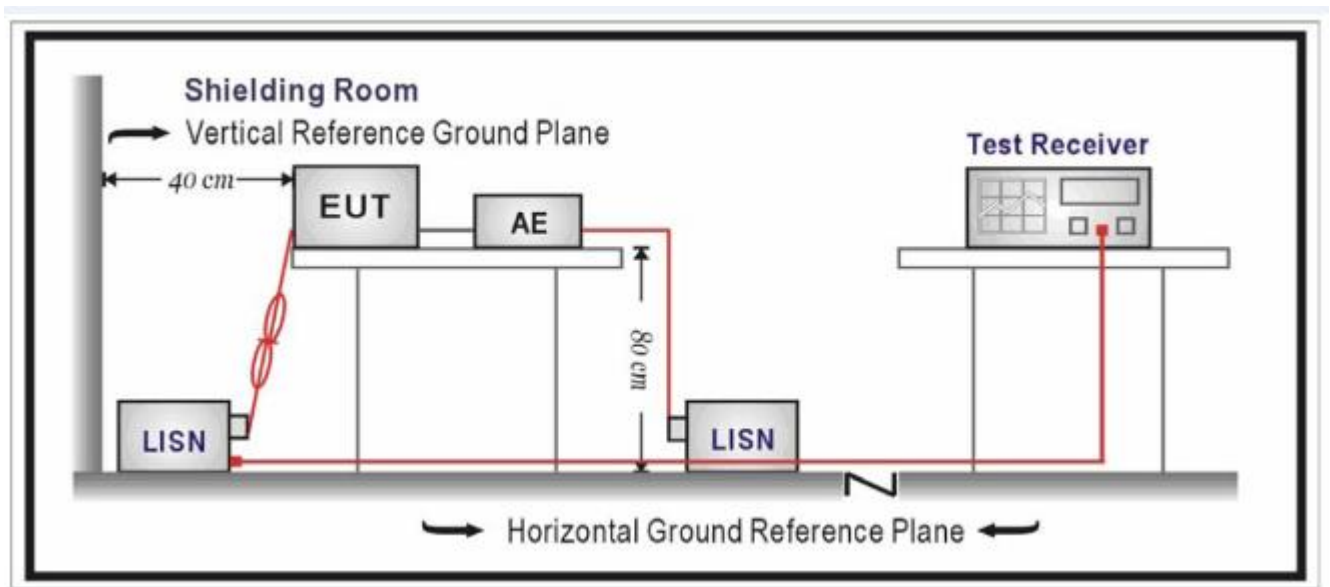 Shielding Room
Vertical Reference Ground Plane
Test Receiver
40 cm
EUT
AE
80 cm
LISN
LISN
Horizontal Ground Reference Plane